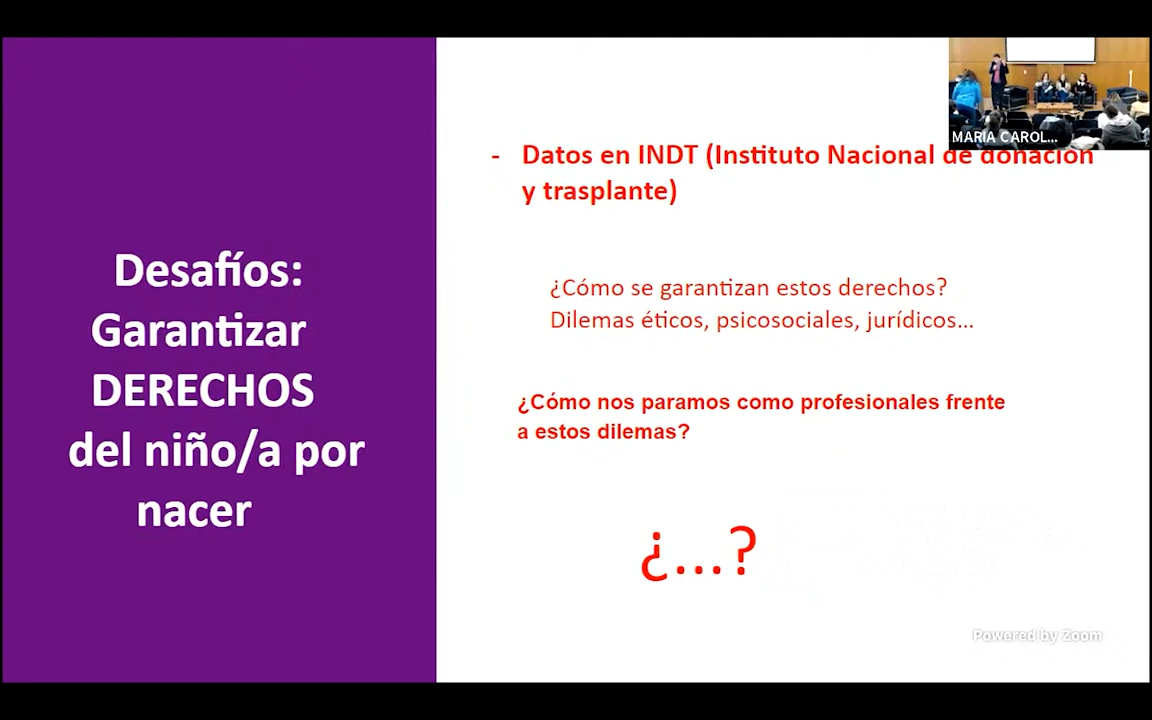 Desafíos:
Garantizar
DERECHOS
del niño/a por
nacer
MARIA CAROL...
- Datos en INDT (Instituto Nacional de donación
y trasplante)
¿Cómo se garantizan estos derechos?
Dilemas éticos, psicosociales, jurídicos...
¿Cómo nos paramos como profesionales frente
a estos dilemas?
¿...?
Powered by Zoom